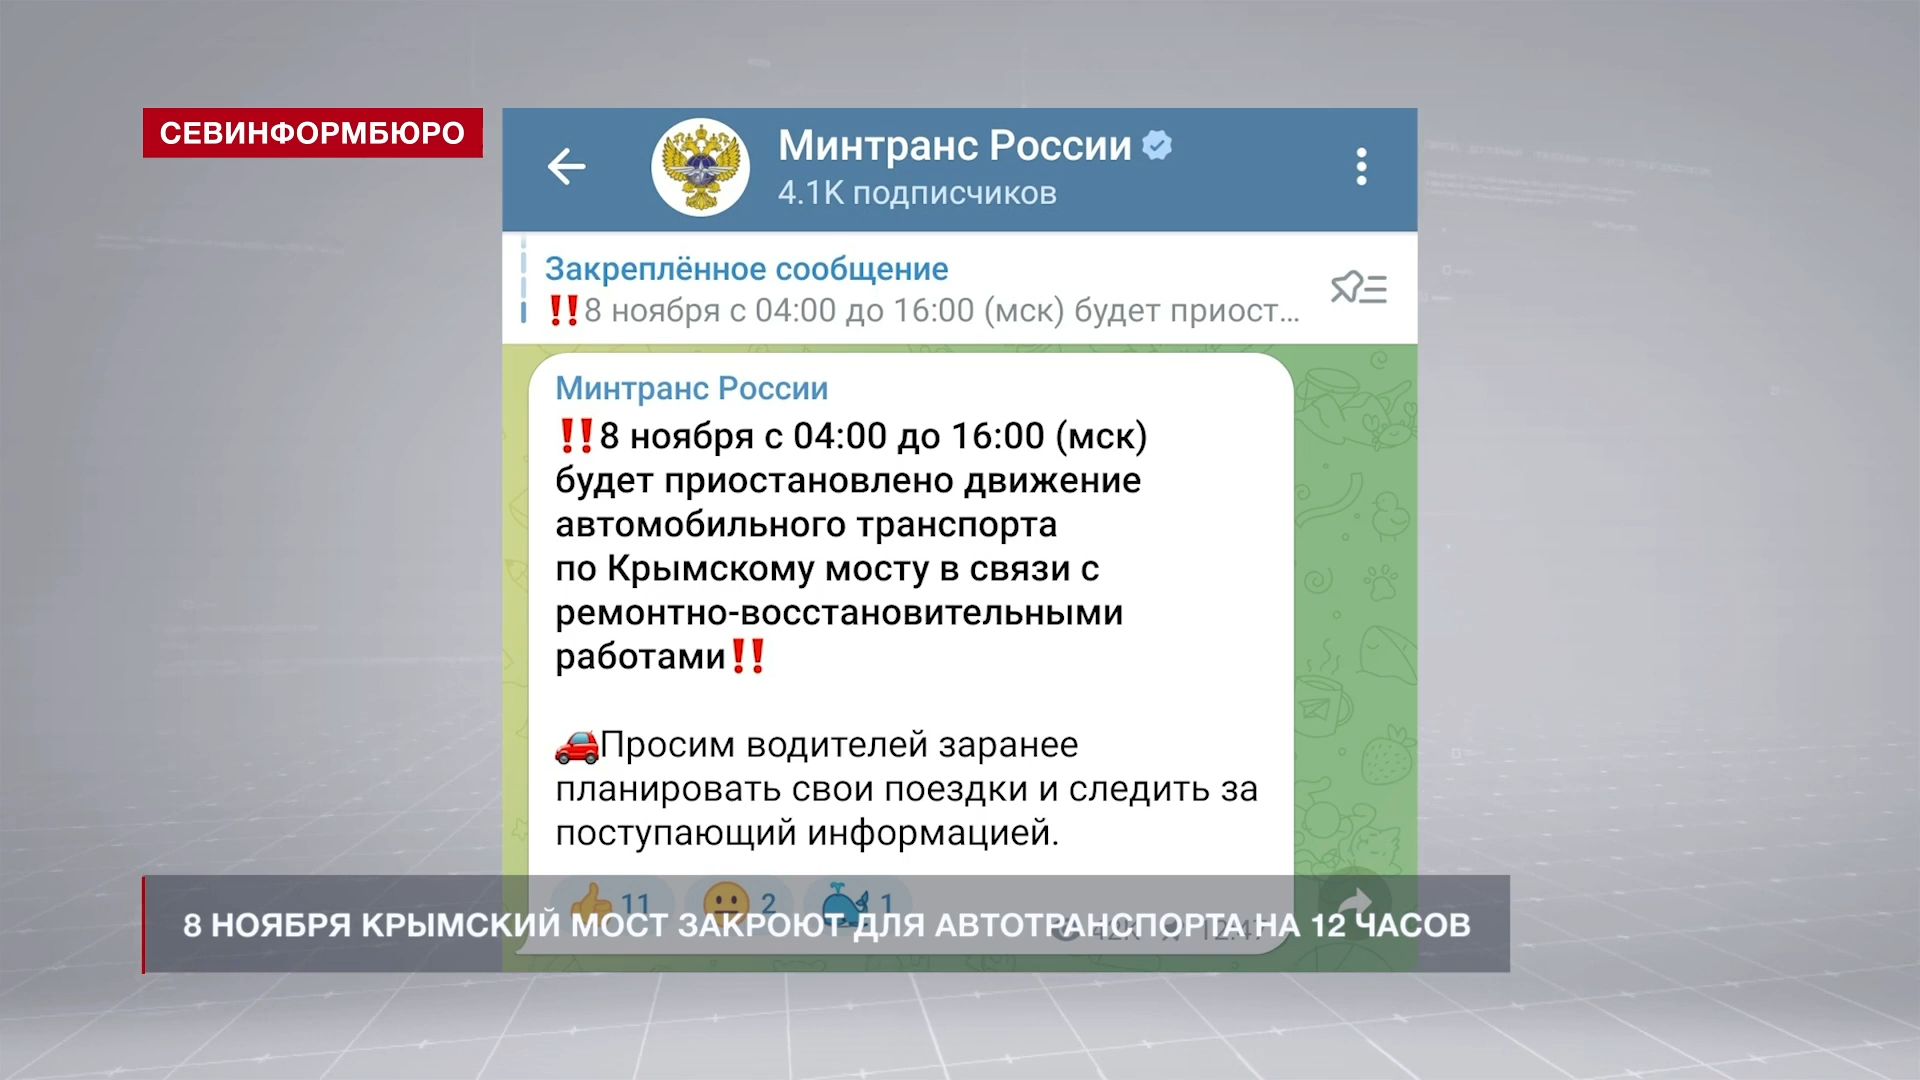 СЕВИНФОРМБЮРО
Минтранс России
4.1K подписчиков
Закреплённое сообщение
‼8 ноября с 04:00 до 16:00 (мск) будет приост...
Минтранс России
‼8 ноября с 04:00 до 16:00 (мск)
будет приостановлено движение
автомобильного транспорта
по Крымскому мосту в связи с
ремонтно-восстановительными
работами‼
🚗Просим водителей заранее
планировать свои поездки и следить за
поступающий информацией.
👍 11 😀 2 🐳 1
8 НОЯБРЯ КРЫМСКИЙ МОСТ ЗАКРОЮТ ДЛЯ АВТОТРАНСПОРТА НА 12 ЧАСОВ